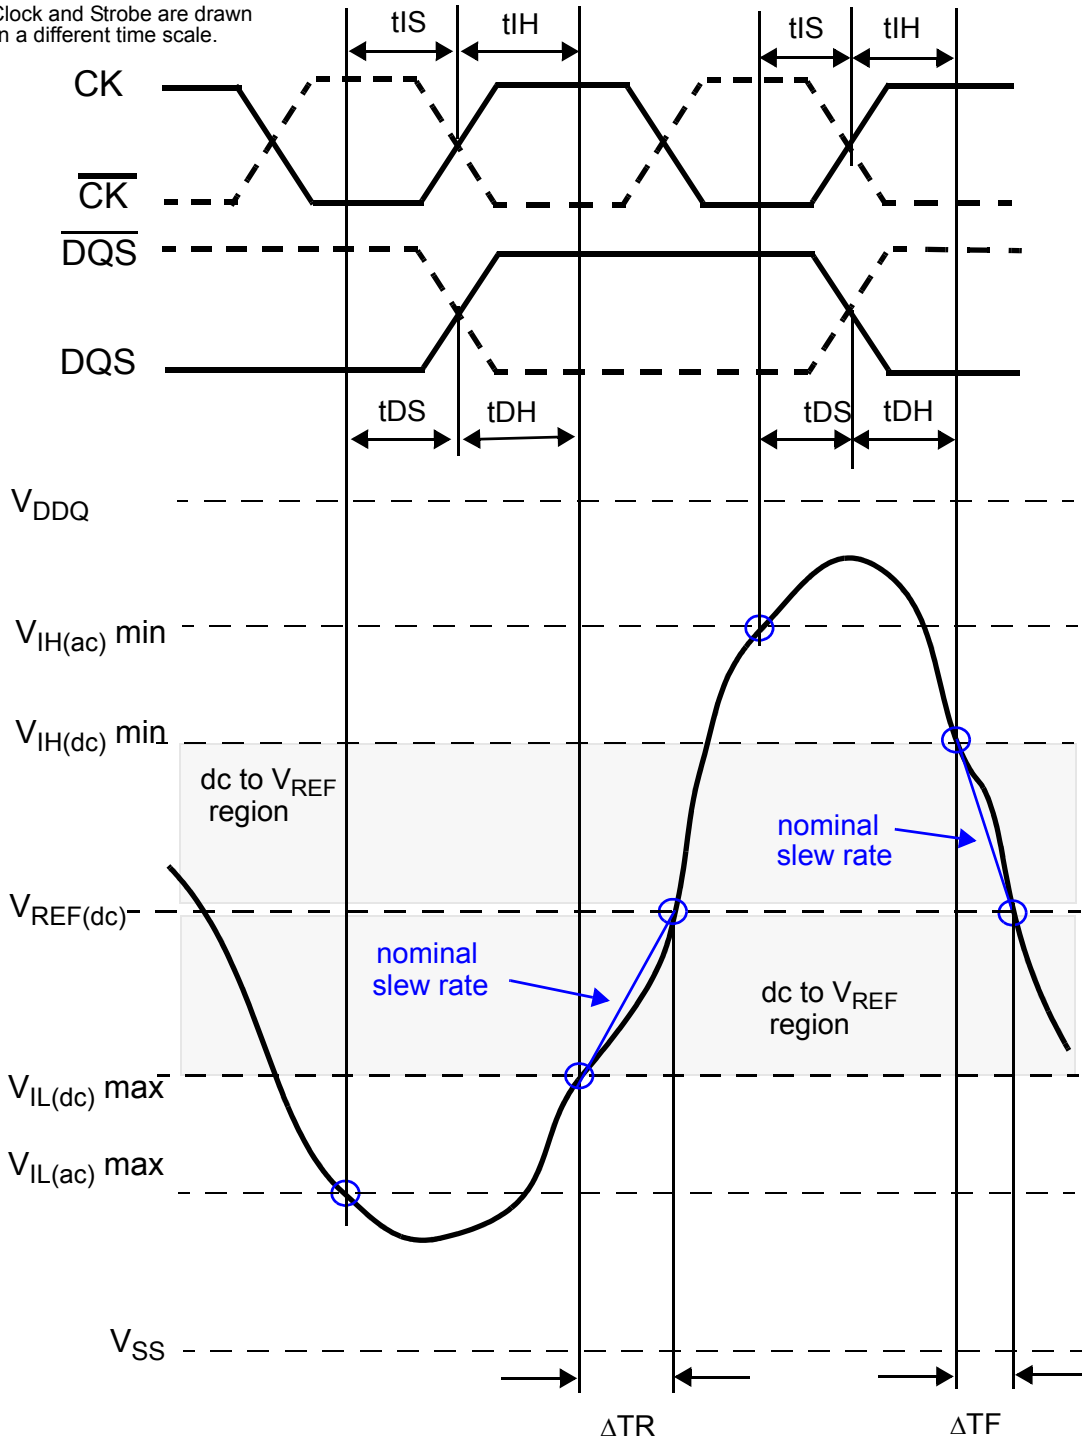 Clock and Strobe are drawn
n a different time scale.
tIS tIH tIS tIH
CK
CK
DQS
DQS
tDS tDH tDS tDH
VDDQ
VIH(ac) min
VIH(dc) min
dc to VREF
region
nominal
slew rate
VREF(dc)
nominal
slew rate
dc to VREF
region
VIL(dc) max
VIL(ac) max
VSS
ΔTR ΔTF